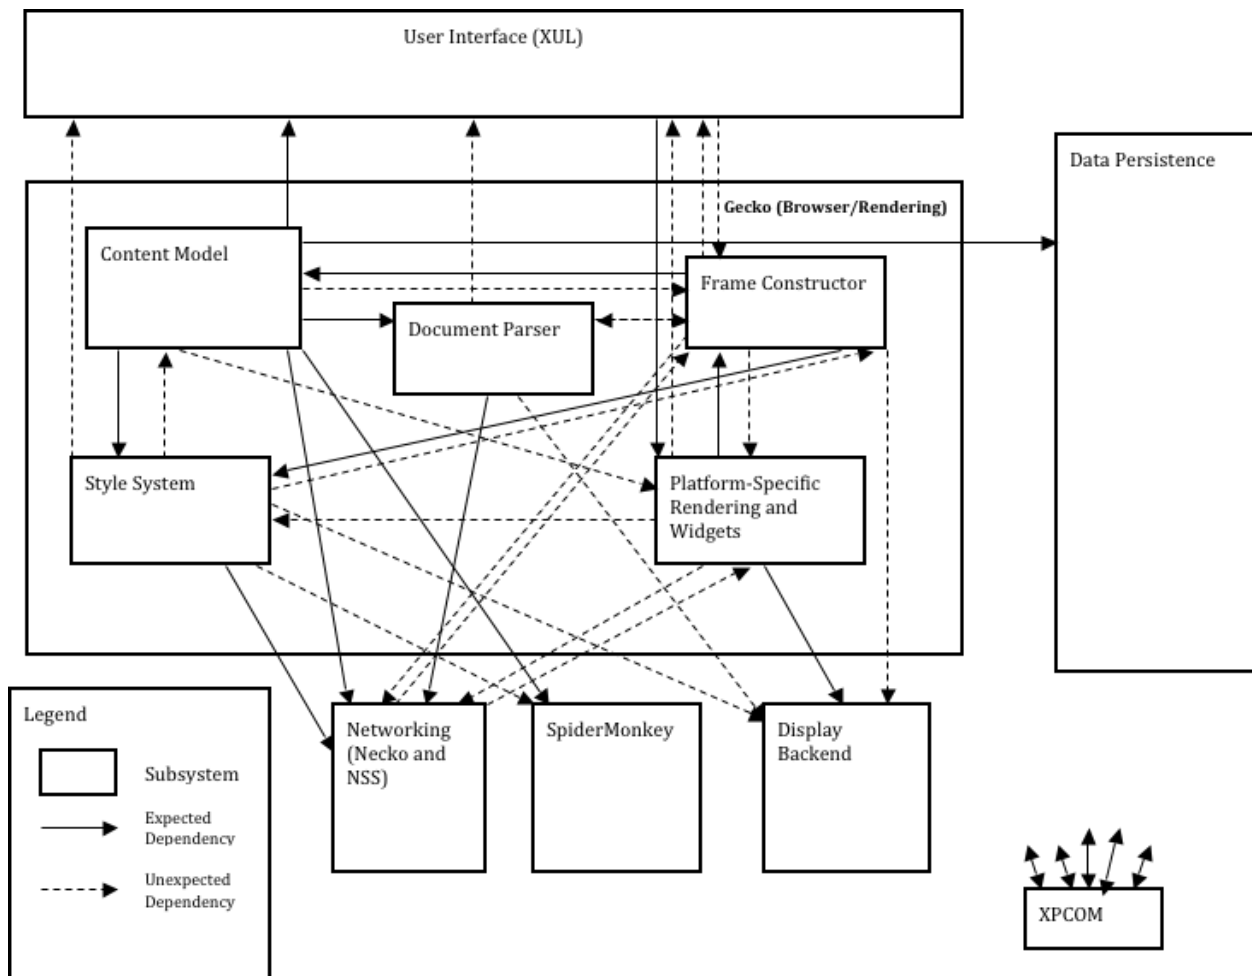 User Interface (XUL)
Data Persistence
Gecko (Browser/Rendering)
Content Model
Frame Constructor
Document Parser
Style System
Platform-Specific
Rendering and
Widgets
Legend
Subsystem
Expected
Dependency
Unexpected
Dependency
Networking
(Necko and
NSS)
SpiderMonkey
Display
Backend
XPCOM